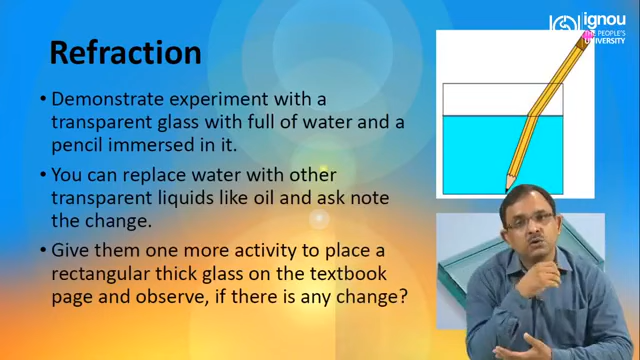 ignou
THE PEOPLE'S
UNIVERSITY
Refraction
• Demonstrate experiment with a
transparent glass with full of water and a
pencil immersed in it.
• You can replace water with other
transparent liquids like oil and ask note
the change.
• Give them one more activity to place a
rectangular thick glass on the textbook
page and observe, if there is any change?